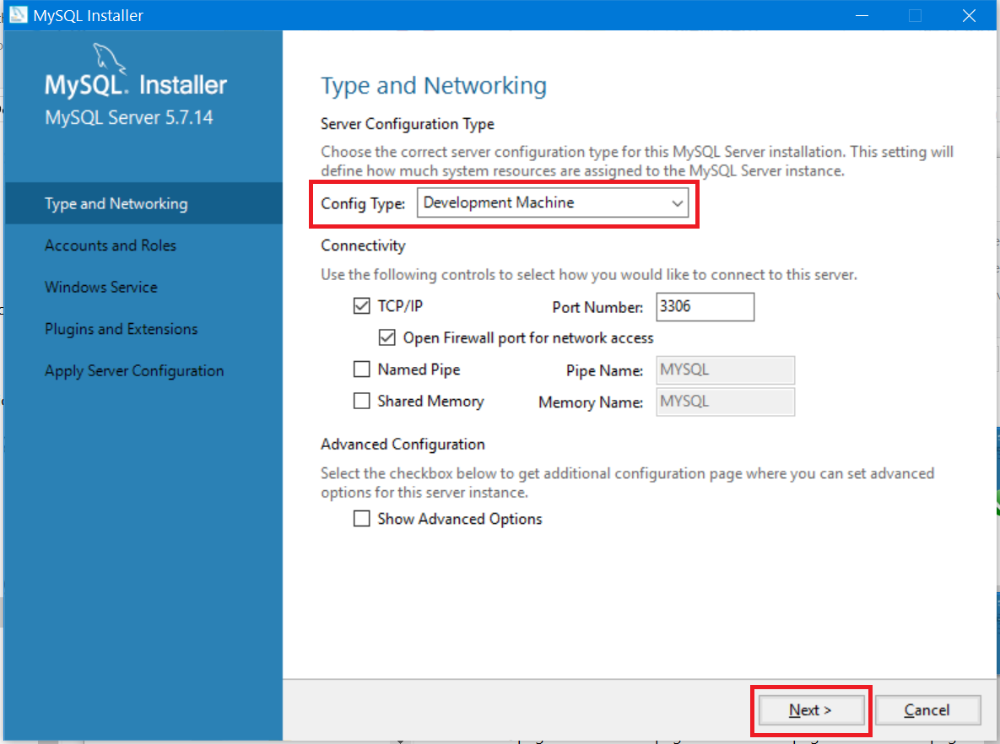 MySQL Installer
MySQL. Installer
MySQL Server 5.7.14
Type and Networking
Accounts and Roles
Windows Service
Plugins and Extensions
Apply Server Configuration
Type and Networking
Server Configuration Type
Choose the correct server configuration type for this MySQL Server installation. This setting will
define how much system resources are assigned to the MySQL Server instance.
Config Type: Development Machine
Connectivity
Use the following controls to select how you would like to connect to this server.
TCP/IP Port Number: 3306
Open Firewall port for network access
Named Pipe Pipe Name: MYSQL
Shared Memory Memory Name: MYSQL
Advanced Configuration
Select the checkbox below to get additional configuration page where you can set advanced
options for this server instance.
Show Advanced Options
Next > Cancel